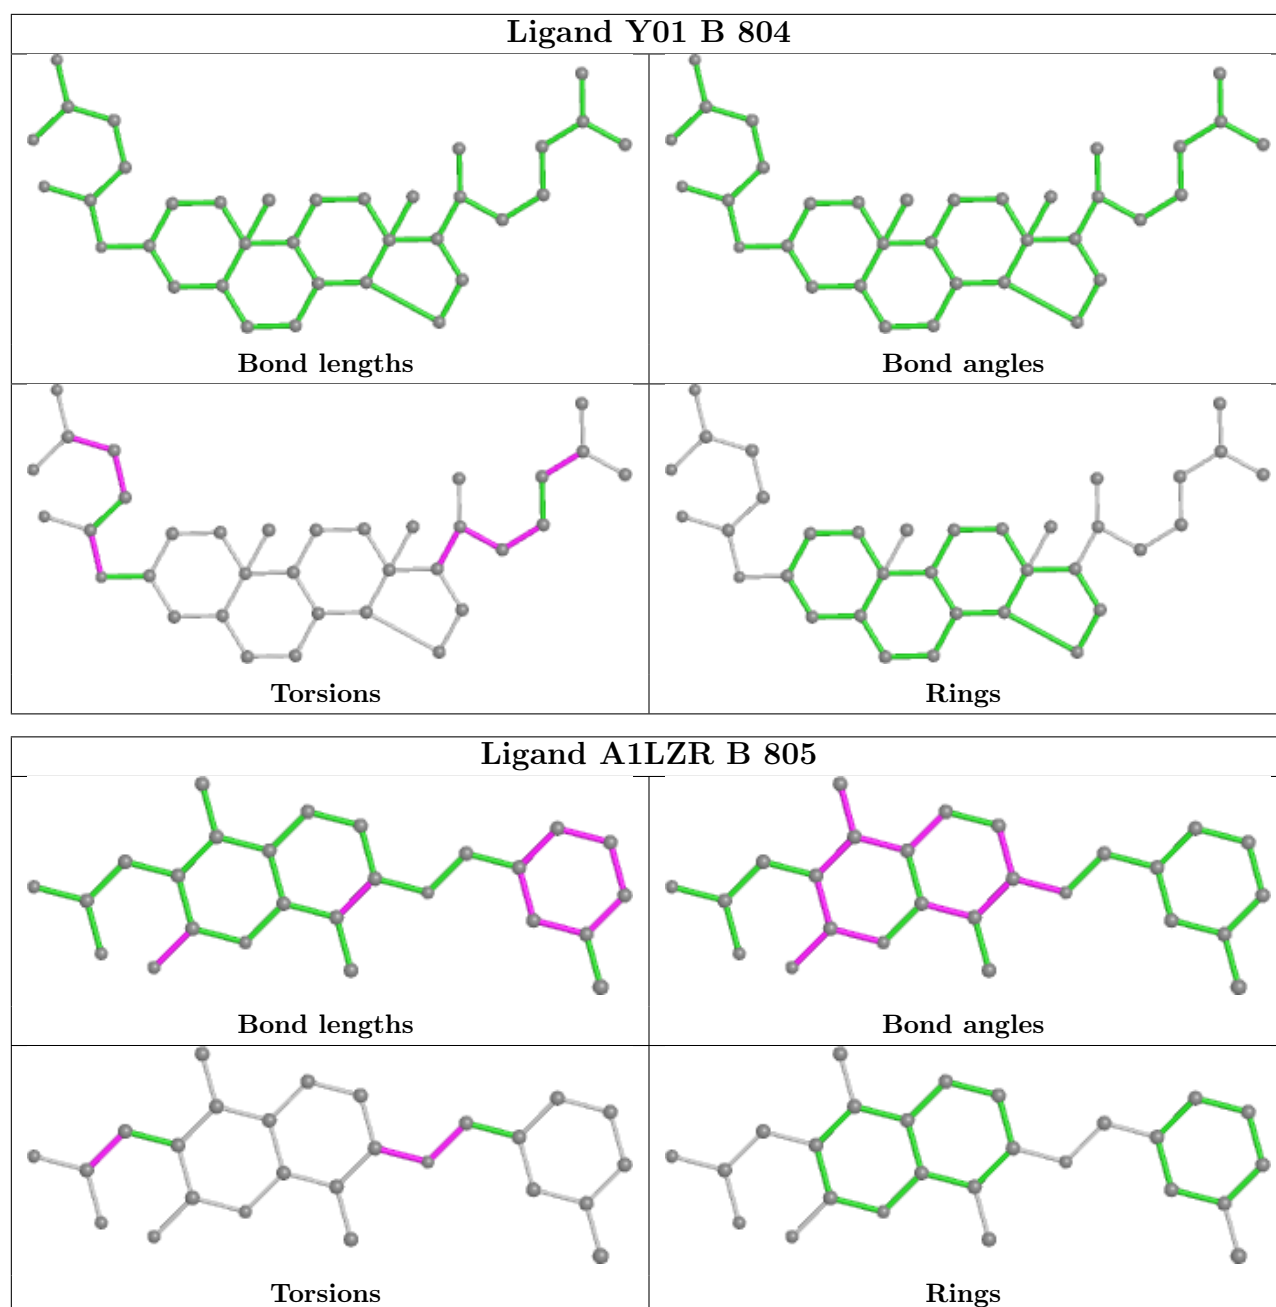 Ligand Y01 B 804
Bond lengths
Bond angles
Torsions
Rings
Ligand A1LZR B 805
Bond lengths
Bond angles
Torsions
Rings